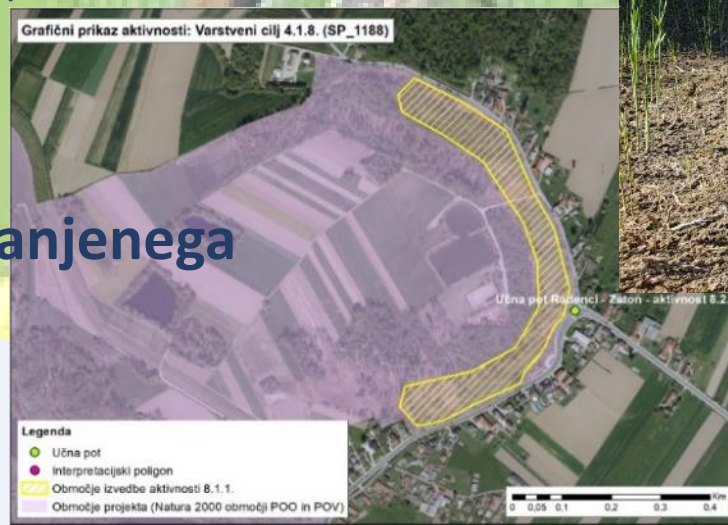 Grafični prikaz aktivnosti: Varstveni cilj 4.1.8. (SP_1188)
anjenega
Učna pot Radenci - Zaton - aktivnost 8.2
Legenda
Učna pot
Interpretacijski poligon
Območje izvedbe aktivnosti 8.1.1.
Območje projekta (Natura 2000 območji POO in POV)
Km
0 0,05 0,1 0,2 0,3 0,4